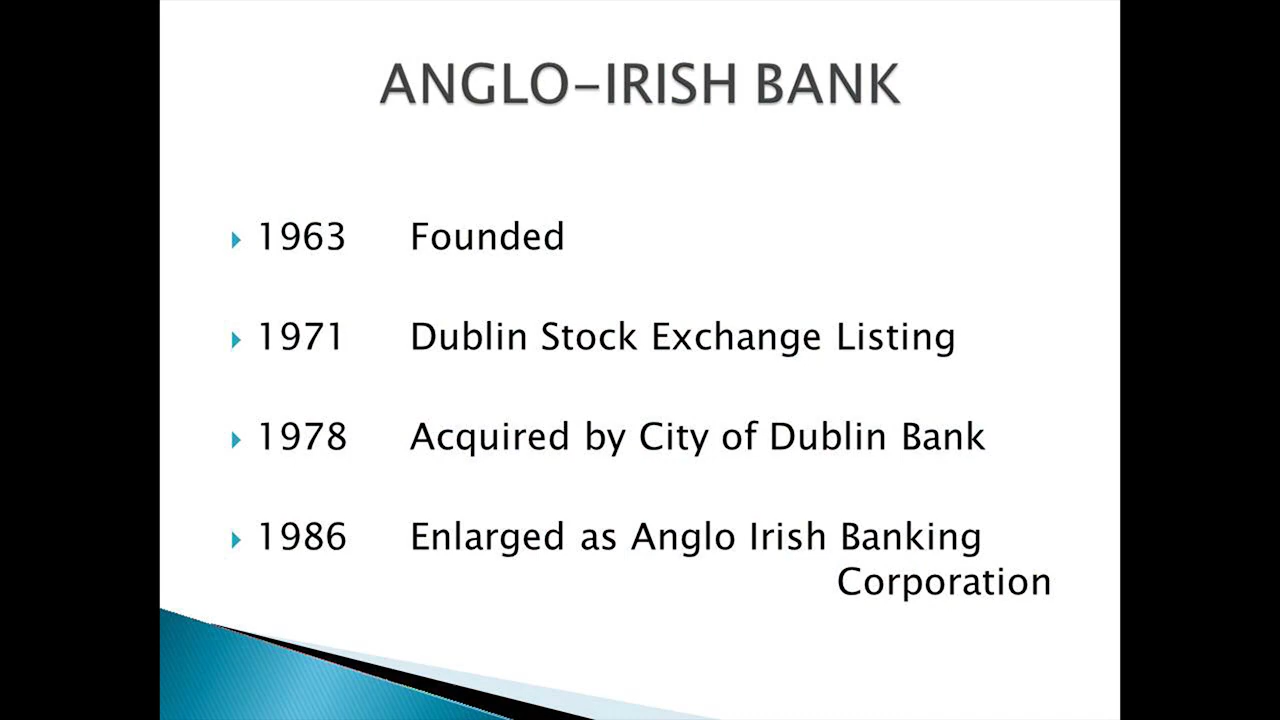 ANGLO-IRISH BANK
1963 Founded
1971 Dublin Stock Exchange Listing
1978 Acquired by City of Dublin Bank
1986 Enlarged as Anglo Irish Banking
Corporation